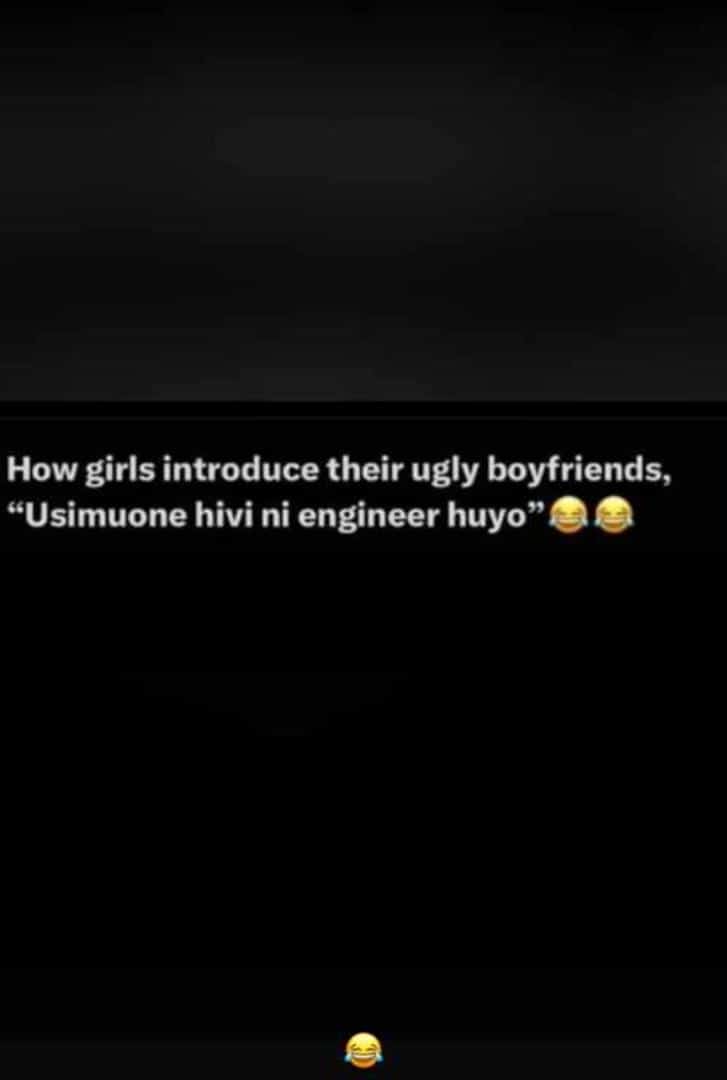 How girls introduce their ugly boyfriends,
“Usimuone hivi ni engineer huyo”😂😂
😂